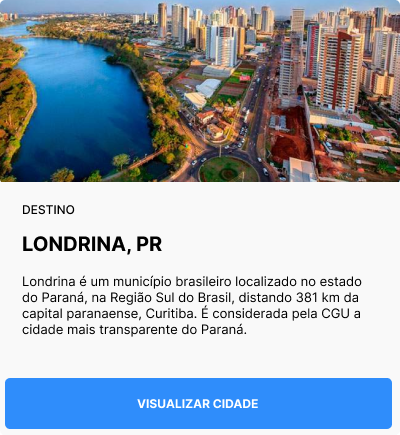 DESTINO
LONDRINA, PR
Londrina é um município brasileiro localizado no estado
do Paraná, na Região Sul do Brasil, distando 381 km da
capital paranaense, Curitiba. É considerada pela CGU a
cidade mais transparente do Paraná.
VISUALIZAR CIDADE